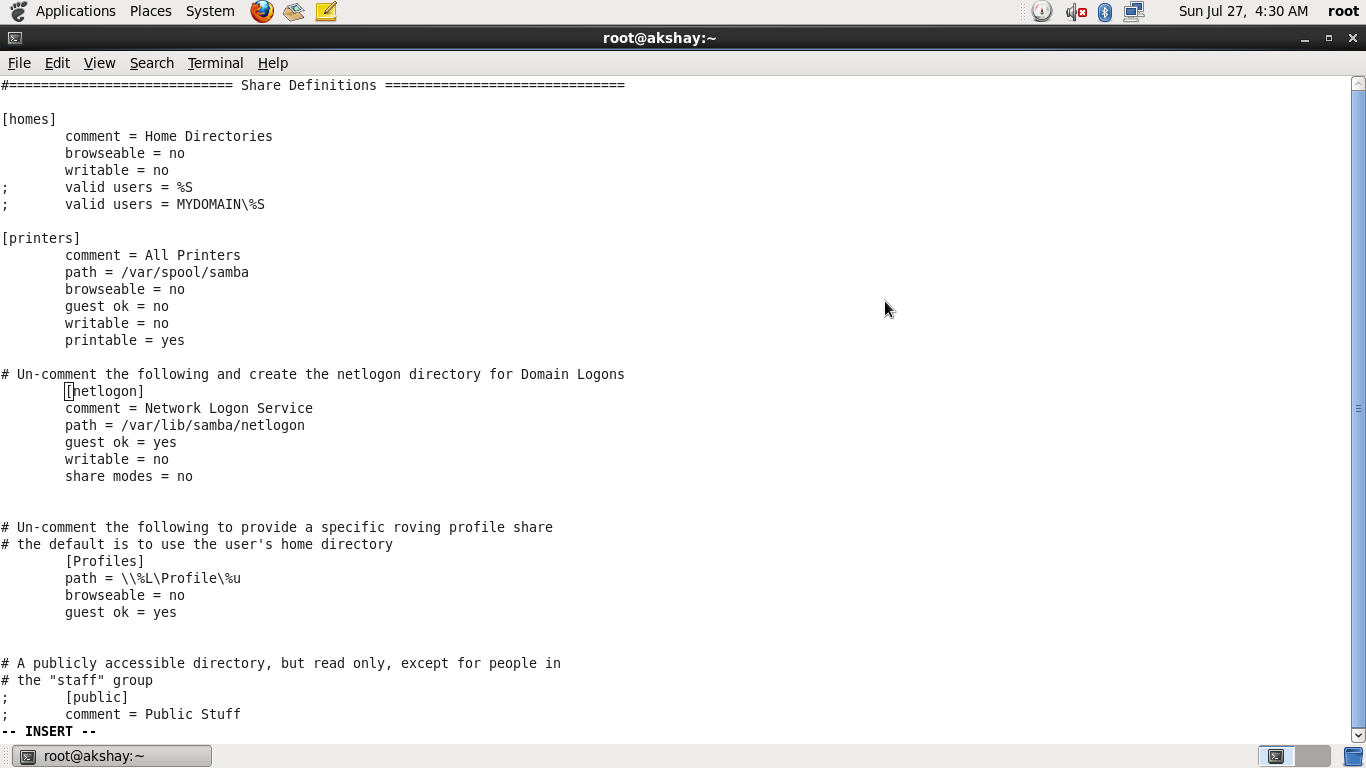 Applications Places System Sun Jul 27, 4:30 AM root
root@akshay:~
File Edit View Search Terminal Help
#============================ Share Definitions ==============================
[homes]
comment = Home Directories
browseable = no
writable = no
; valid users = %S
; valid users = MYDOMAIN\%S
[printers]
comment = All Printers
path = /var/spool/samba
browseable = no
guest ok = no
writable = no
printable = yes
# Un-comment the following and create the netlogon directory for Domain Logons
[netlogon]
comment = Network Logon Service
path = /var/lib/samba/netlogon
guest ok = yes
writable = no
share modes = no
# Un-comment the following to provide a specific roving profile share
# the default is to use the user's home directory
[Profiles]
path = \\%L\Profile\%u
browseable = no
guest ok = yes
# A publicly accessible directory, but read only, except for people in
# the "staff" group
; [public]
; comment = Public Stuff
-- INSERT --
root@akshay:~